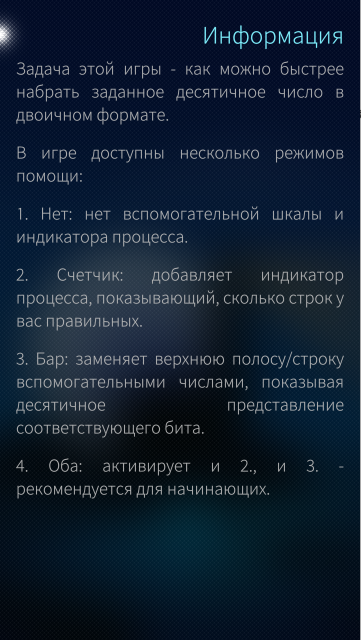 Информация
Задача этой игры - как можно быстрее
набрать заданное десятичное число в
двоичном формате.
В игре доступны несколько режимов
помощи:
1. Нет: нет вспомогательной шкалы и
индикатора процесса.
2. Счетчик: добавляет индикатор
процесса, показывающий, сколько строк у
вас правильных.
3. Бар: заменяет верхнюю полосу/строку
вспомогательными числами, показывая
десятичное представление
соответствующего бита.
4. Оба: активирует и 2., и 3. -
рекомендуется для начинающих.